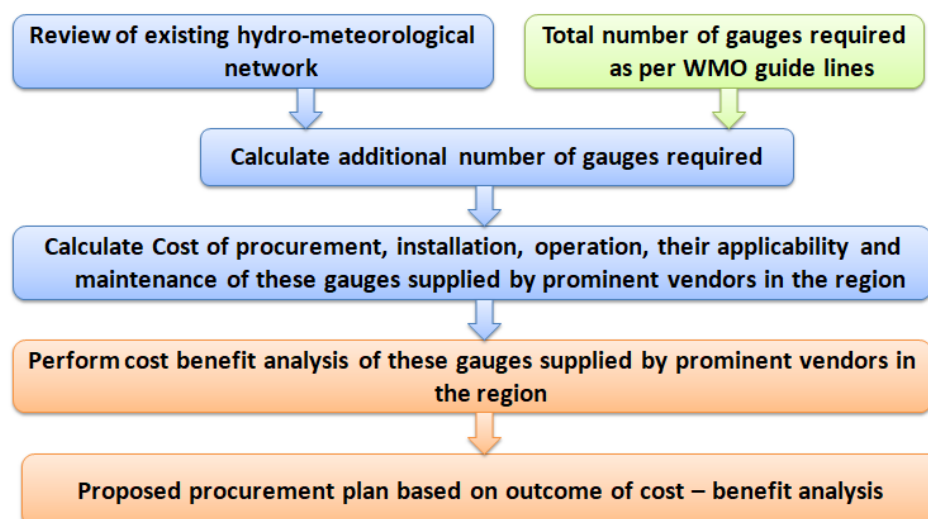 Review of existing hydro-meteorological
network
Total number of gauges required
as per WMO guide lines
Calculate additional number of gauges required
Calculate Cost of procurement, installation, operation, their applicability and
maintenance of these gauges supplied by prominent vendors in the region
Perform cost benefit analysis of these gauges supplied by prominent vendors in
the region
Proposed procurement plan based on outcome of cost – benefit analysis